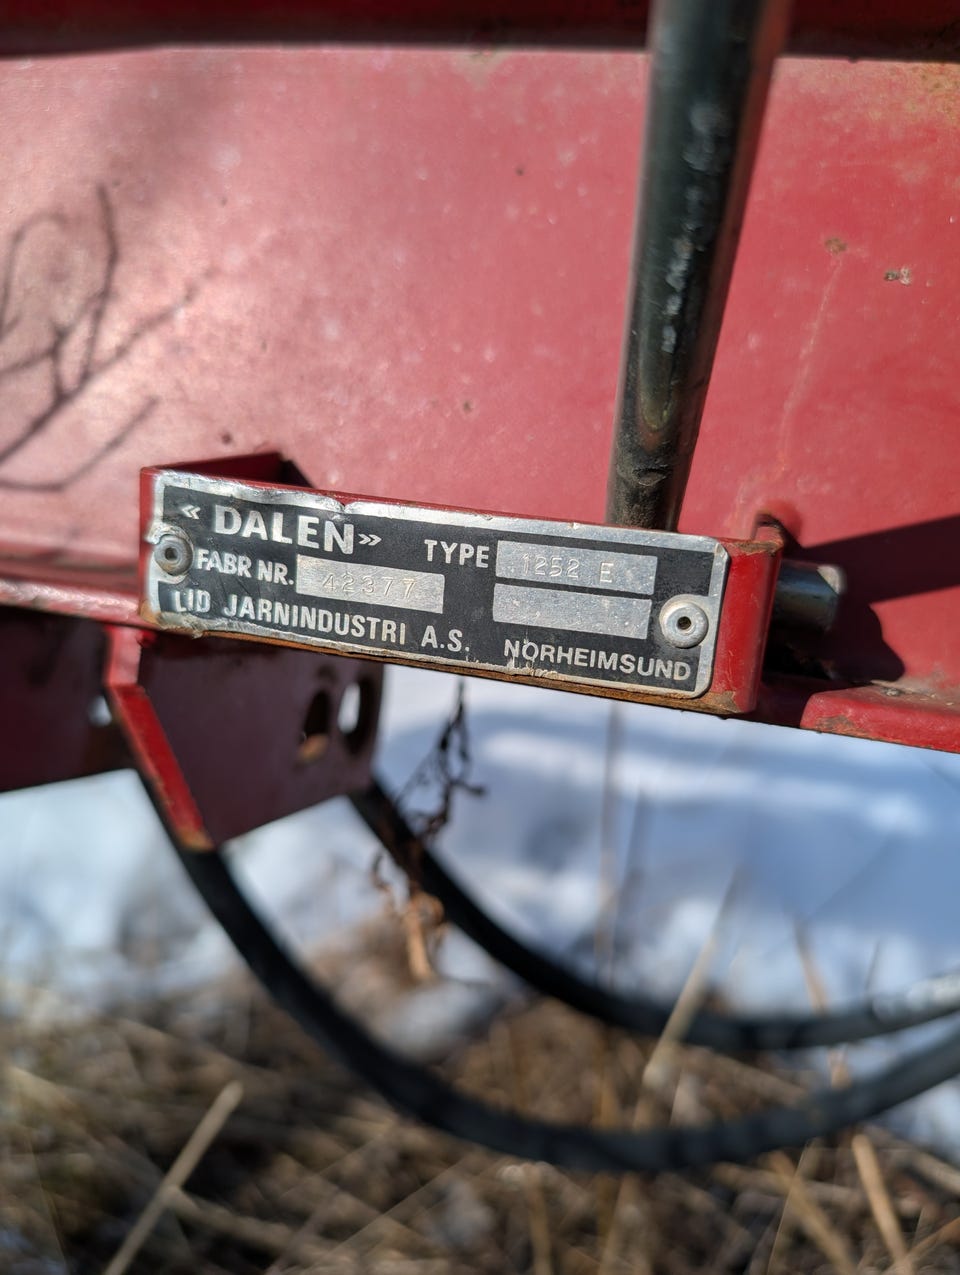 « DALEN »
TYPE 1252 E
FABR NR. 42377
LID JARNINDUSTRI A.S. NORHEIMSUND